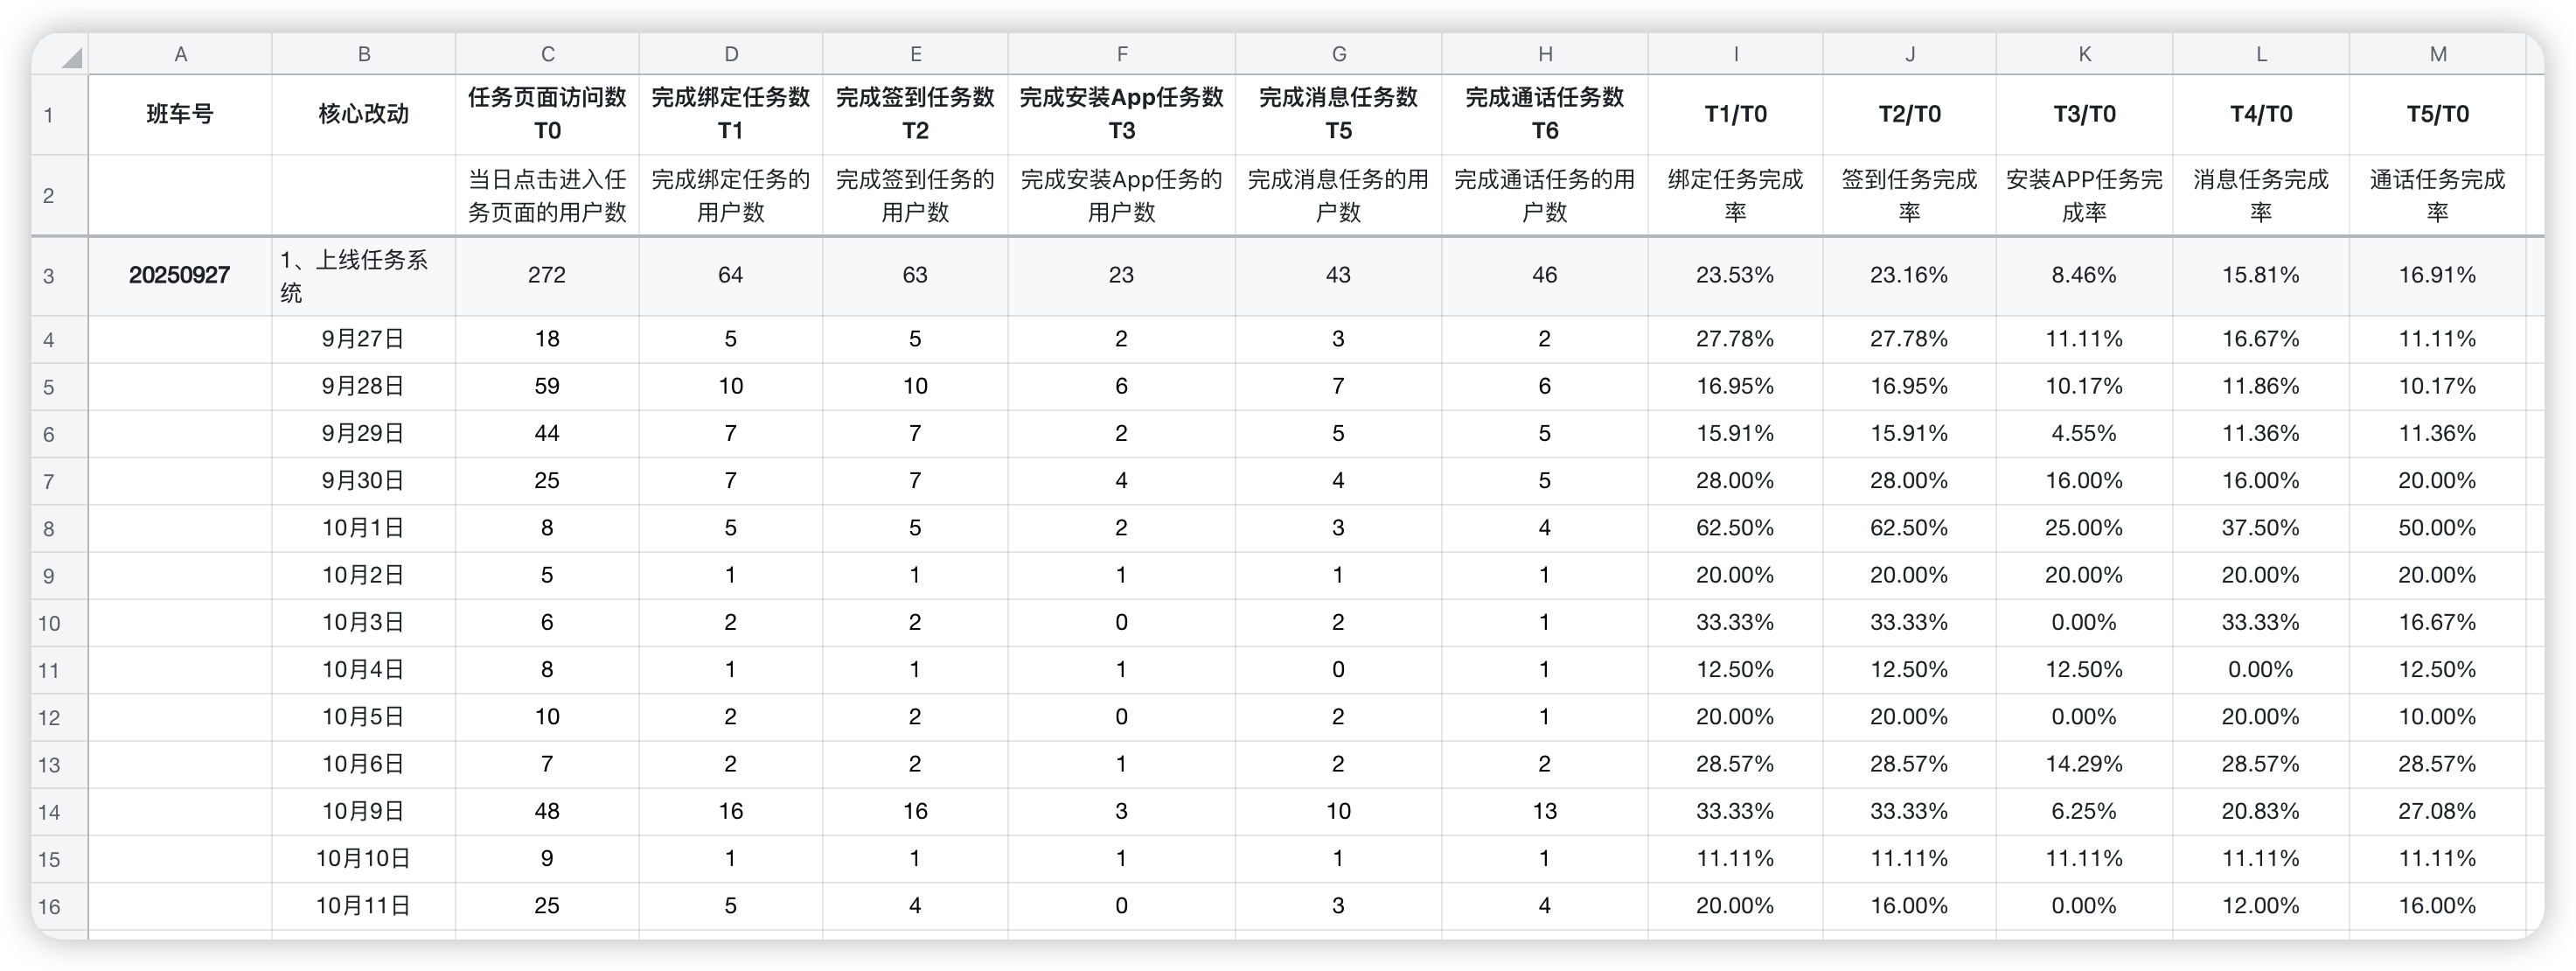 A B C D E F G H I J K L M
1 班车号 核心改动 任务页面访问数 T0 完成绑定任务数 T1 完成签到任务数 T2 完成安装App任务数 T3 完成消息任务数 T5 完成通话任务数 T6 T1/T0 T2/T0 T3/T0 T4/T0 T5/T0
2 当日点击进入任务页面的用户数 完成绑定任务的用户数 完成签到任务的用户数 完成安装App任务的用户数 完成消息任务的用户数 完成通话任务的用户数 绑定任务完成率 签到任务完成率 安装APP任务完成率 消息任务完成率 通话任务完成率
3 20250927 1、上线任务系统 272 64 63 23 43 46 23.53% 23.16% 8.46% 15.81% 16.91%
4 9月27日 18 5 5 2 3 2 27.78% 27.78% 11.11% 16.67% 11.11%
5 9月28日 59 10 10 6 7 6 16.95% 16.95% 10.17% 11.86% 10.17%
6 9月29日 44 7 7 2 5 5 15.91% 15.91% 4.55% 11.36% 11.36%
7 9月30日 25 7 7 4 4 5 28.00% 28.00% 16.00% 16.00% 20.00%
8 10月1日 8 5 5 2 3 4 62.50% 62.50% 25.00% 37.50% 50.00%
9 10月2日 5 1 1 1 1 1 20.00% 20.00% 20.00% 20.00% 20.00%
10 10月3日 6 2 2 0 2 1 33.33% 33.33% 0.00% 33.33% 16.67%
11 10月4日 8 1 1 1 0 1 12.50% 12.50% 12.50% 0.00% 12.50%
12 10月5日 10 2 2 0 2 1 20.00% 20.00% 0.00% 20.00% 10.00%
13 10月6日 7 2 2 1 2 2 28.57% 28.57% 14.29% 28.57% 28.57%
14 10月9日 48 16 16 3 10 13 33.33% 33.33% 6.25% 20.83% 27.08%
15 10月10日 9 1 1 1 1 1 11.11% 11.11% 11.11% 11.11% 11.11%
16 10月11日 25 5 4 0 3 4 20.00% 16.00% 0.00% 12.00% 16.00%